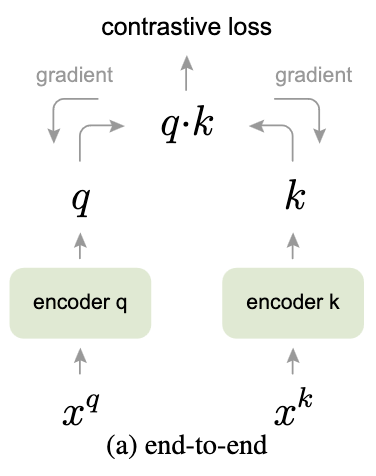 contrastive loss
gradient gradient
q·k
q k
encoder q encoder k
x^q x^k
(a) end-to-end